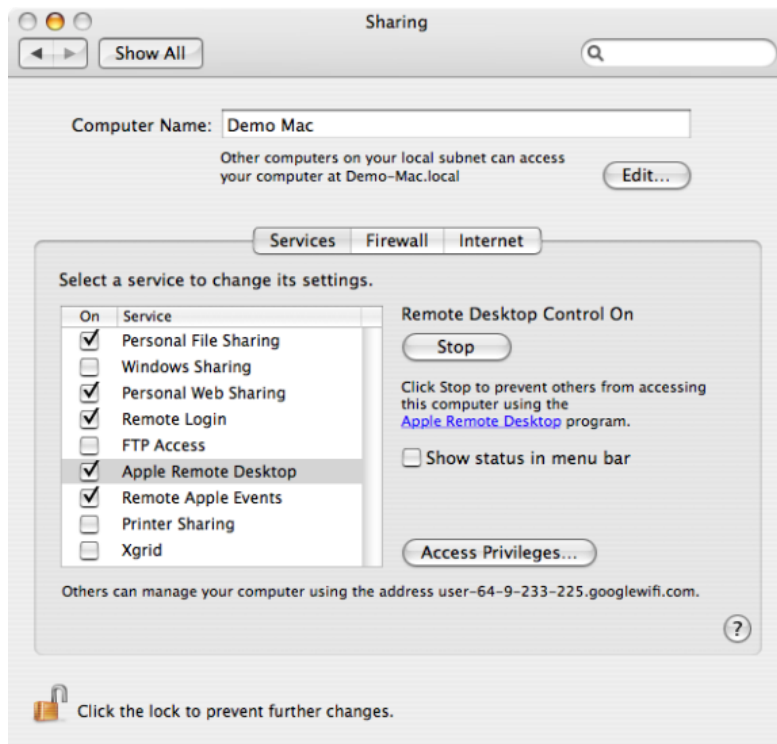 Sharing
Show All
Computer Name: Demo Mac
Other computers on your local subnet can access
your computer at Demo-Mac.local
Edit...
Services Firewall Internet
Select a service to change its settings.
On Service
Personal File Sharing
Windows Sharing
Personal Web Sharing
Remote Login
FTP Access
Apple Remote Desktop
Remote Apple Events
Printer Sharing
Xgrid
Remote Desktop Control On
Stop
Click Stop to prevent others from accessing
this computer using the
Apple Remote Desktop program.
Show status in menu bar
Access Privileges...
Others can manage your computer using the address user-64-9-233-225.googlewifi.com.
?
Click the lock to prevent further changes.